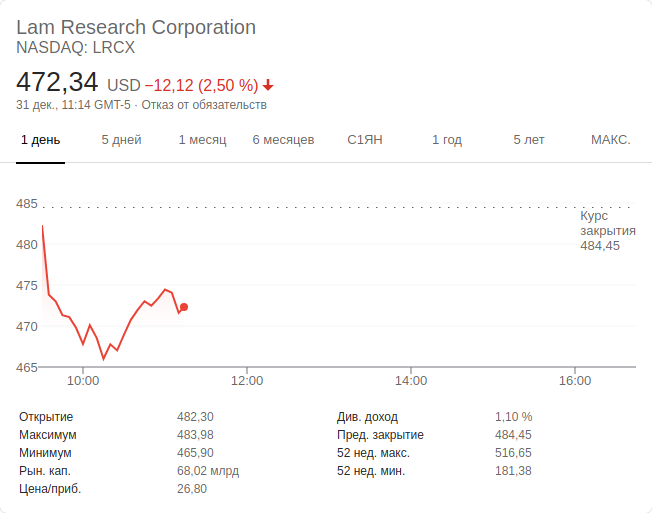 Lam Research Corporation
NASDAQ: LRCX
472,34 USD −12,12 (2,50 %)
31 дек., 11:14 GMT-5 · Отказ от обязательств
1 день 5 дней 1 месяц 6 месяцев С1ЯН 1 год 5 лет МАКС.
485
Курс
закрытия
484,45
480
475
470
465
10:00 12:00 14:00 16:00
Открытие 482,30 Див. доход 1,10 %
Максимум 483,98 Пред. закрытие 484,45
Минимум 465,90 52 нед. макс. 516,65
Рын. кап. 68,02 млрд 52 нед. мин. 181,38
Цена/приб. 26,80